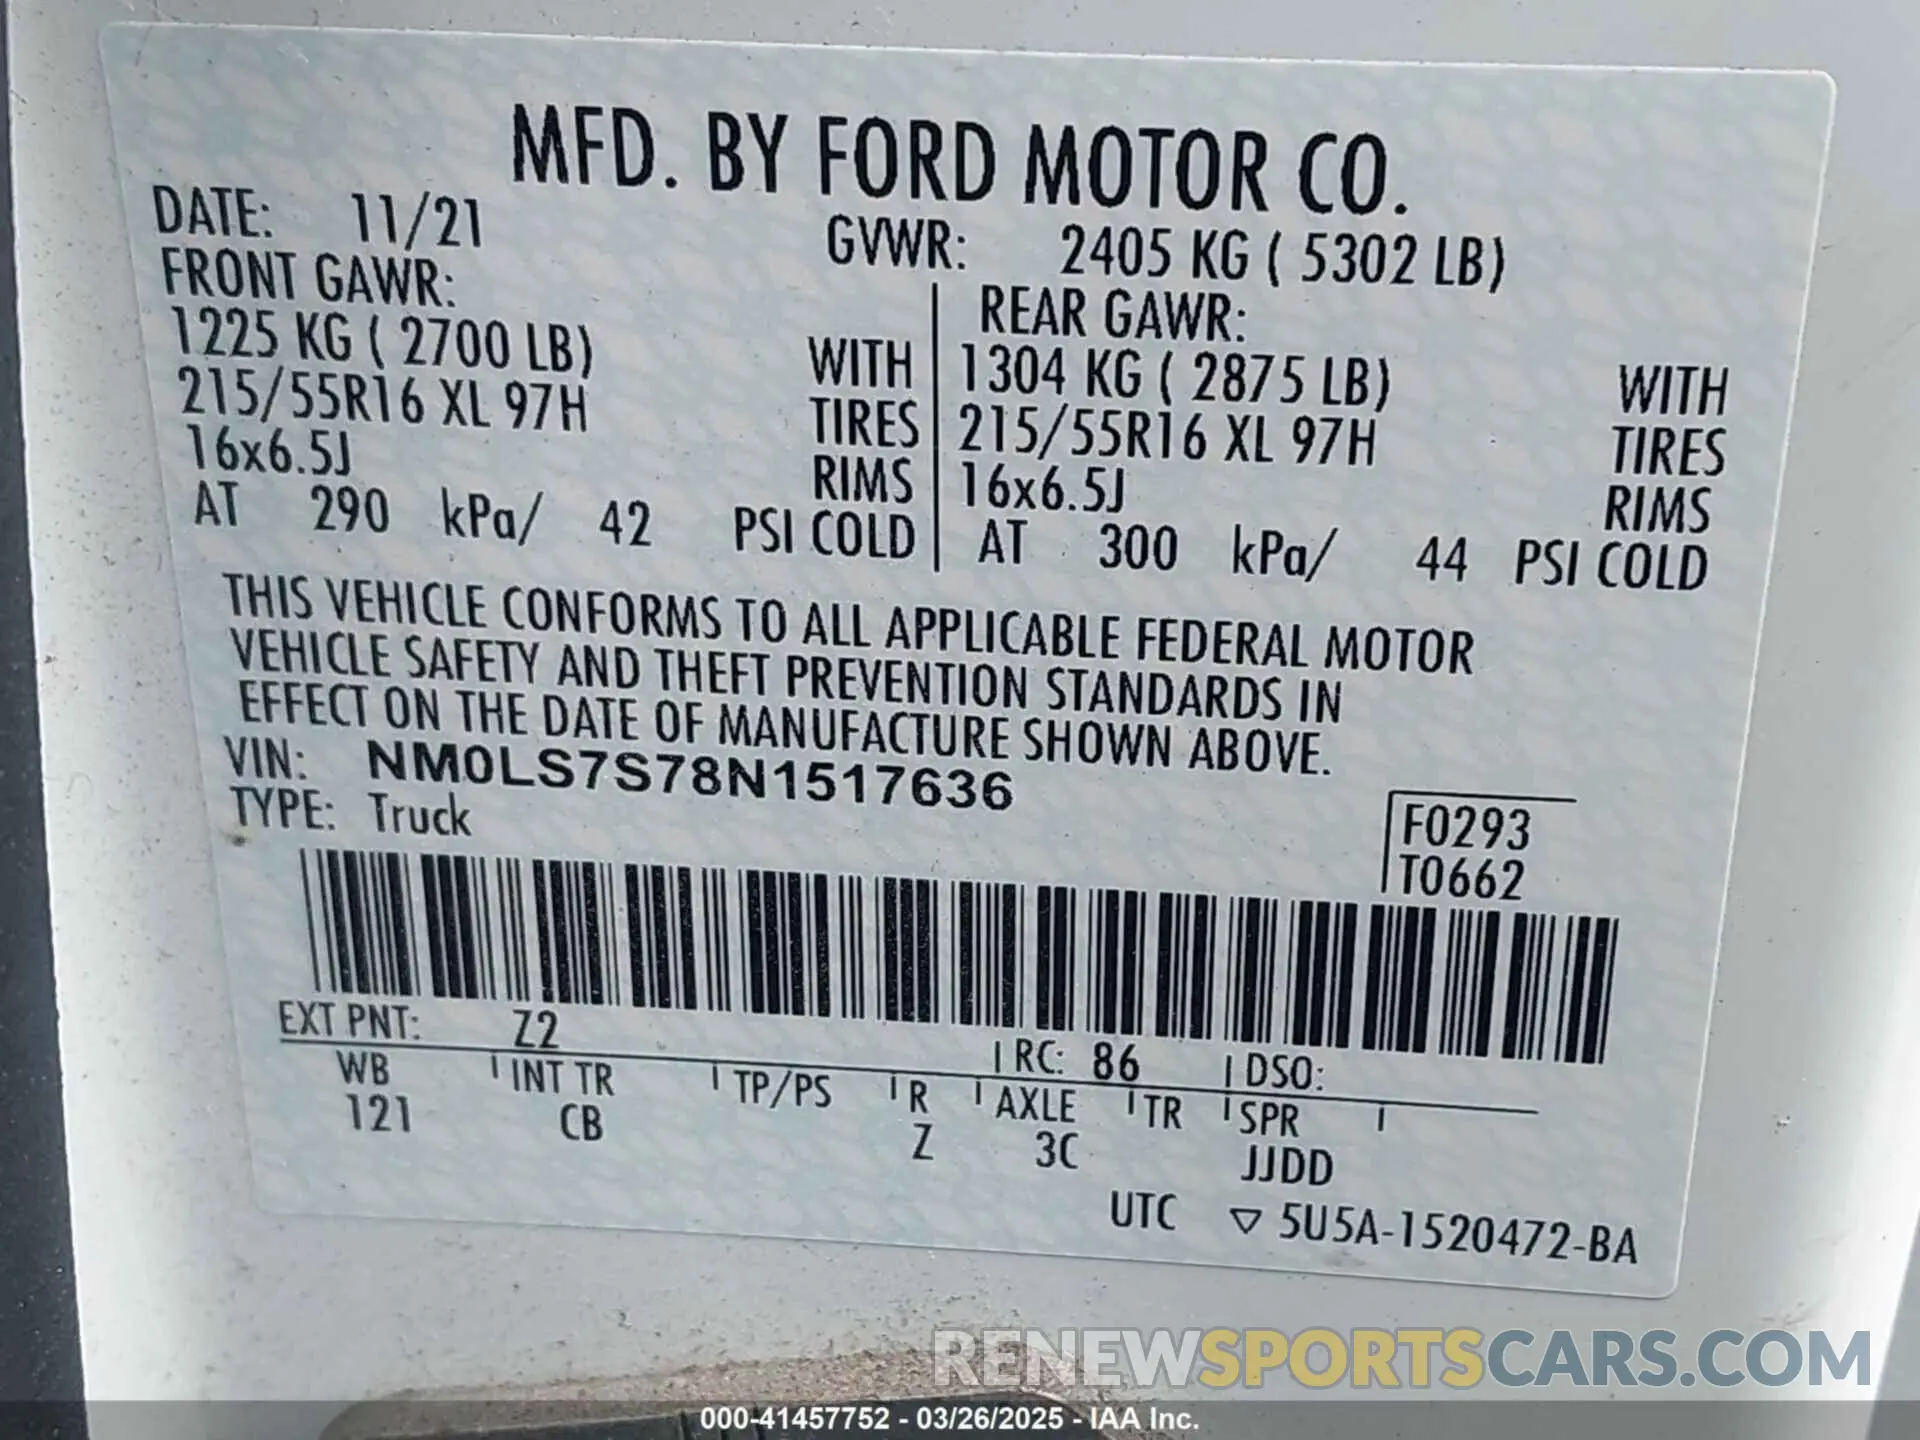 MFD. BY FORD MOTOR CO.
DATE: 11/21 GVWR: 2405 KG ( 5302 LB)
FRONT GAWR: REAR GAWR:
1225 KG ( 2700 LB) WITH 1304 KG ( 2875 LB) WITH
215/55R16 XL 97H TIRES 215/55R16 XL 97H TIRES
16x6.5J RIMS 16x6.5J RIMS
AT 290 kPa/ 42 PSI COLD AT 300 kPa/ 44 PSI COLD
THIS VEHICLE CONFORMS TO ALL APPLICABLE FEDERAL MOTOR
VEHICLE SAFETY AND THEFT PREVENTION STANDARDS IN
EFFECT ON THE DATE OF MANUFACTURE SHOWN ABOVE.
VIN: NM0LS7S78N1517636
TYPE: Truck
F0293
T0662
EXT PNT: Z2 RC: 86 DSO:
WB INT TR TP/PS R AXLE TR SPR
121 CB Z 3C JJDD
UTC ▽ 5U5A-1520472-BA
RENEWSPORTSCARS.COM
000-41457752 - 03/26/2025 - IAA Inc.